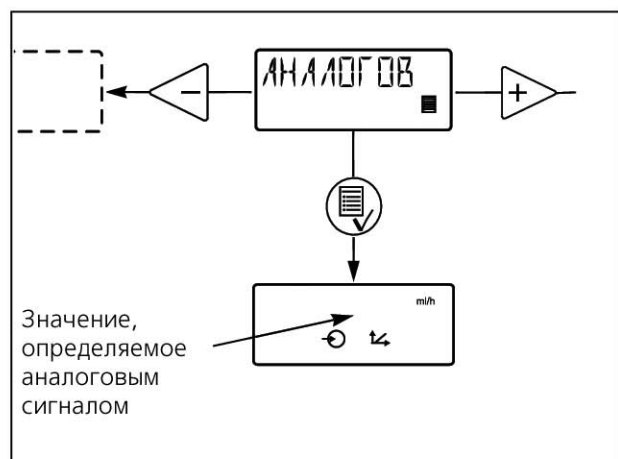 АНАЛОГОВ
ml/h
Значение,
определяемое
аналоговым
сигналом